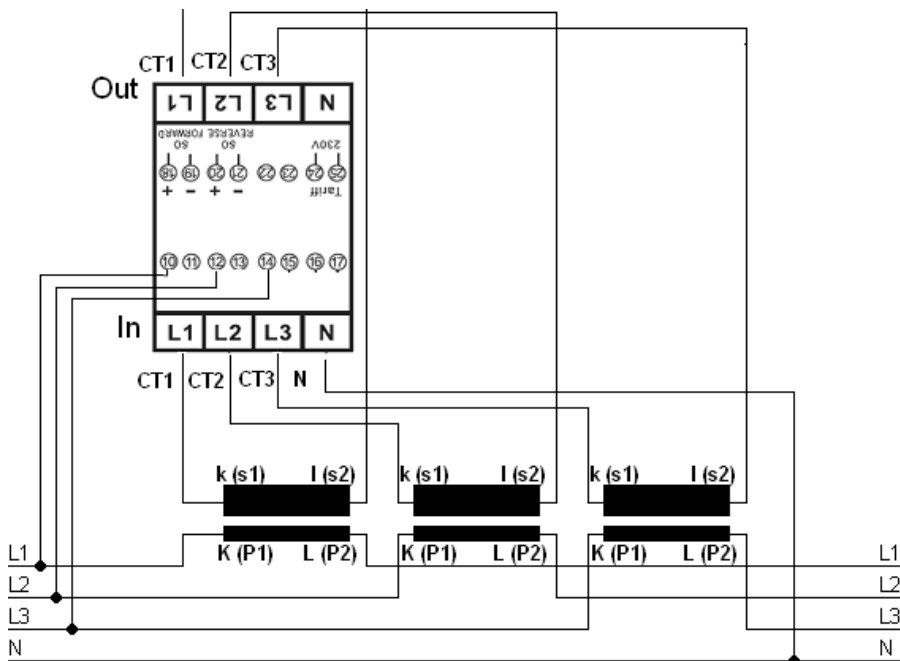 CT1 CT2 CT3
Out L1 L2 L3 N
SO FORWARD SO REVERSE 230V
18 19 20 21 22 23 24 25
+ - + - Tariff
10 11 12 13 14 15 16 17
In L1 L2 L3 N
CT1 CT2 CT3 N
k (s1) l (s2) k (s1) l (s2) k (s1) l (s2)
K (P1) L (P2) K (P1) L (P2) K (P1) L (P2)
L1 L1
L2 L2
L3 L3
N N